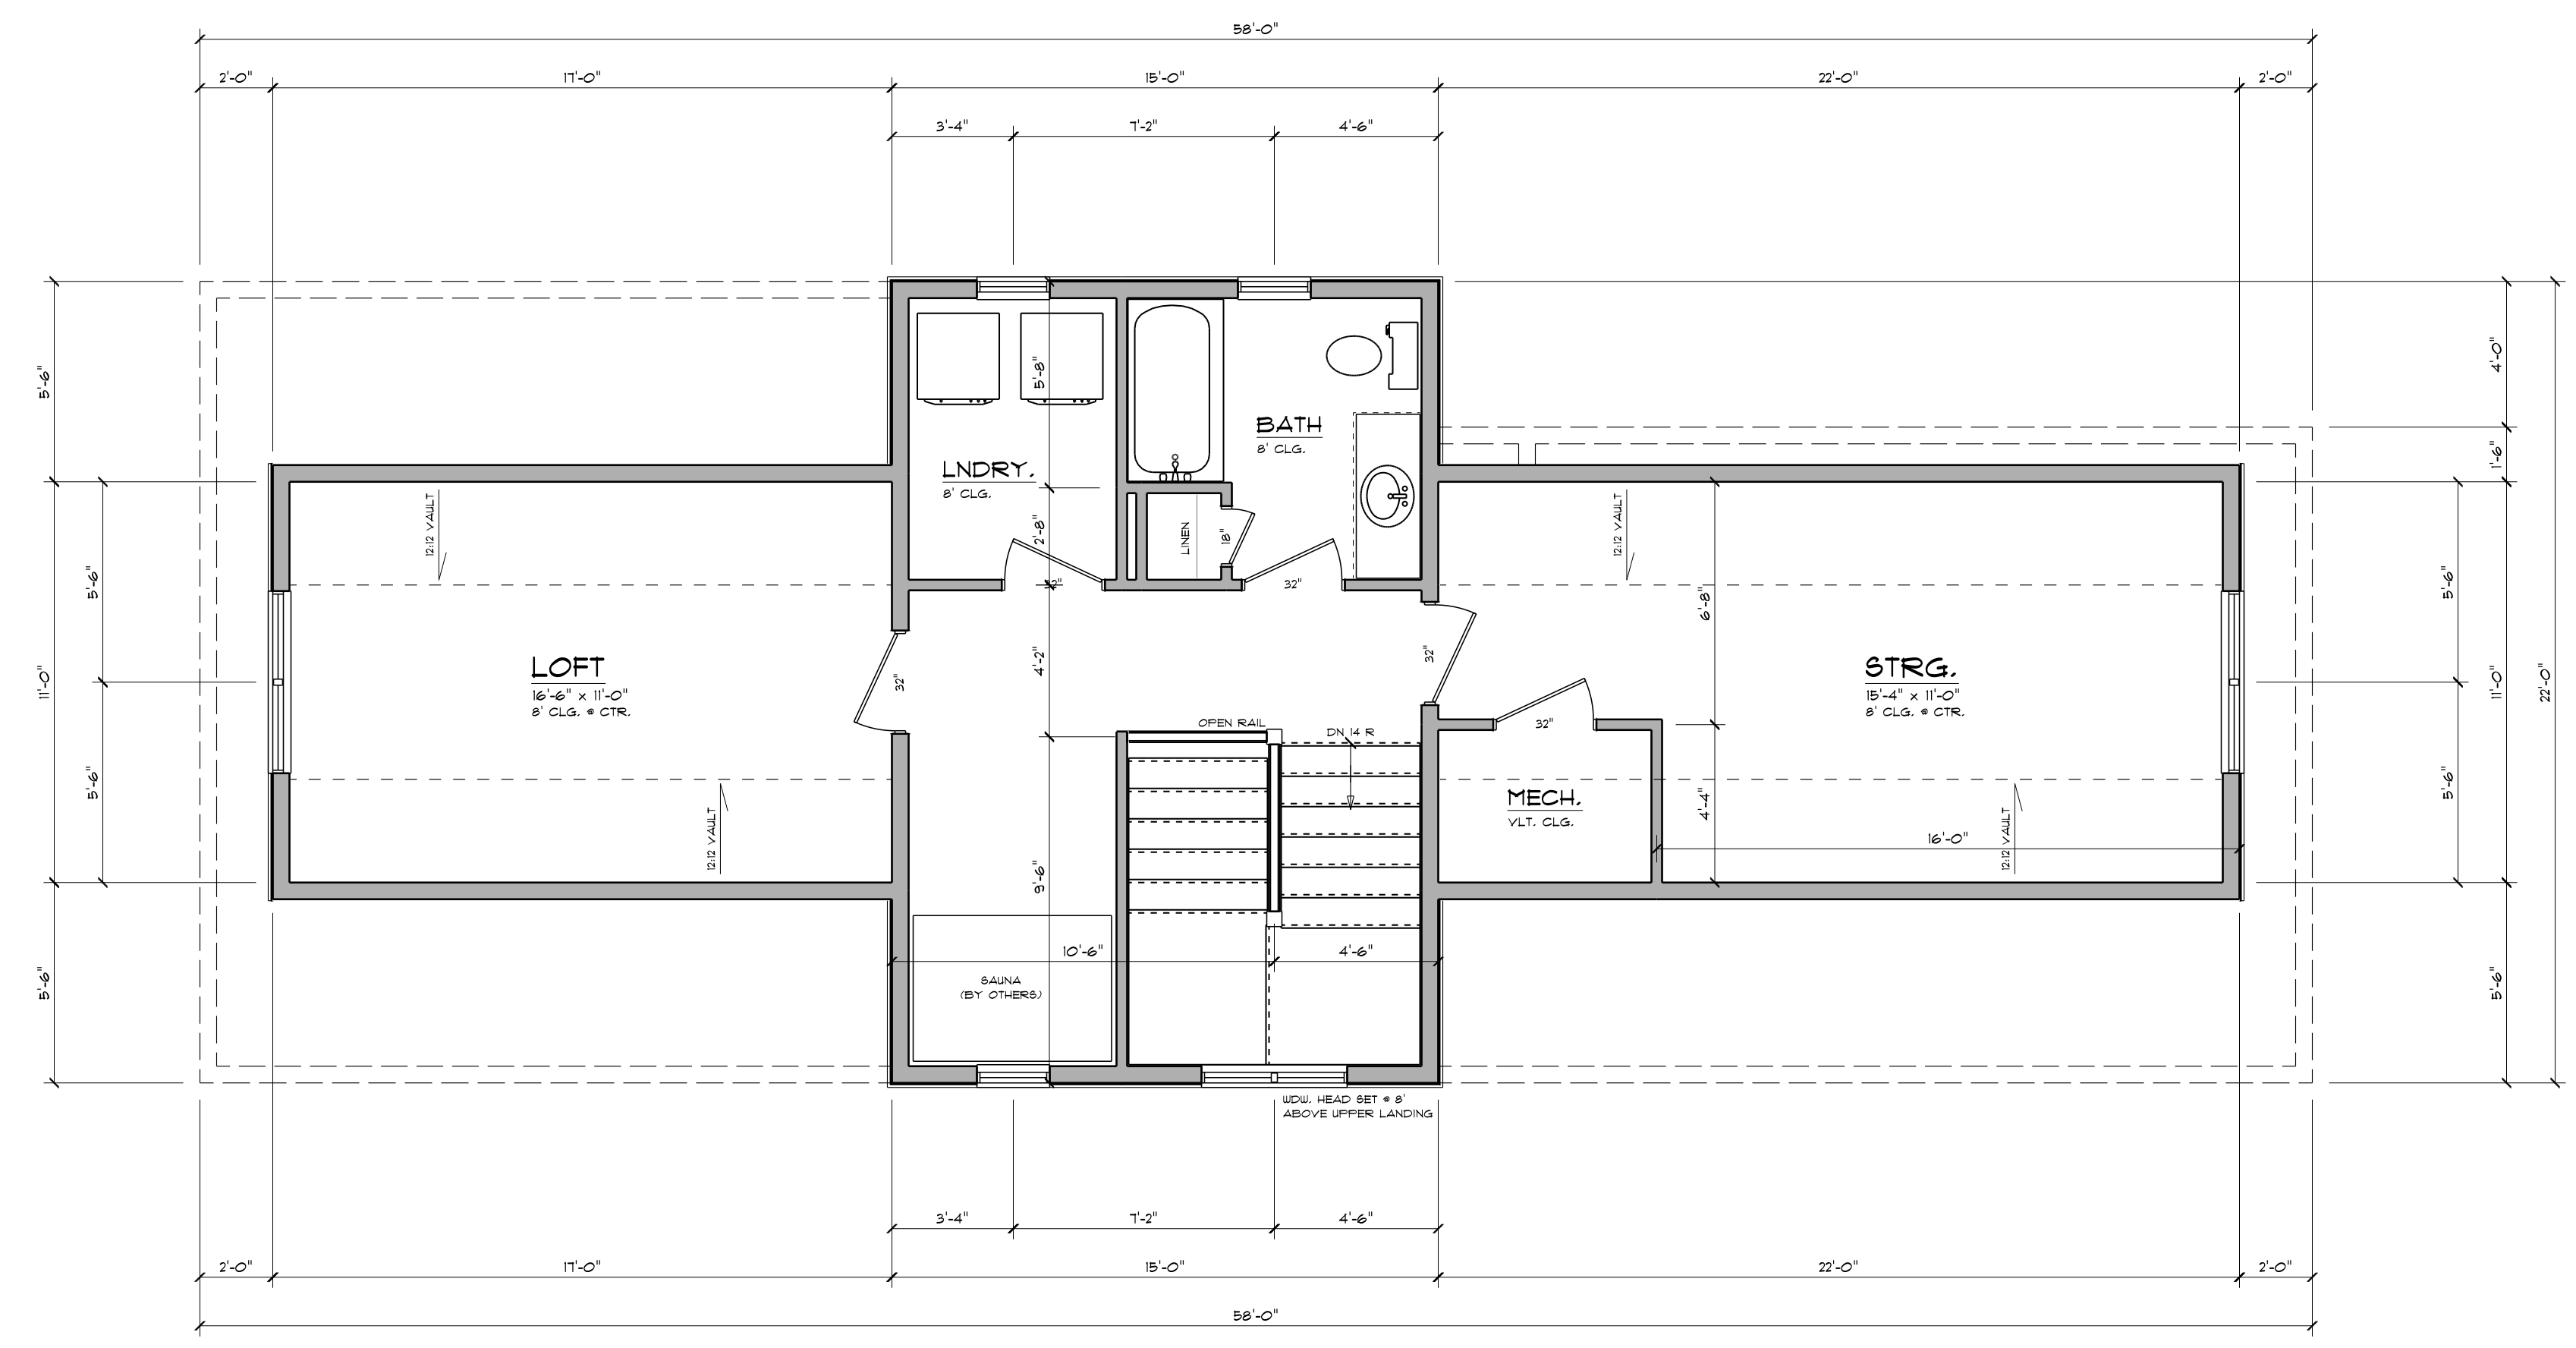 58'-0"
2'-0"
17'-0"
15'-0"
22'-0"
2'-0"
3'-4"
7'-2"
4'-6"
5'-6"
11'-0"
5'-6"
5'-6"
5'-6"
12:12 VAULT
LOFT
16'-6" x 11'-0"
8' CLG. @ CTR.
12:12 VAULT
32"
LNDRY.
8' CLG.
5'-8"
2'-8"
4'-2"
9'-6"
BATH
8' CLG.
LINEN
18"
32"
32"
OPEN RAIL
DN 14 R
10'-6"
4'-6"
SAUNA
(BY OTHERS)
WDW. HEAD SET @ 8'
ABOVE UPPER LANDING
12:12 VAULT
6'-8"
32"
MECH.
VLT. CLG.
4'-4"
STRG.
15'-4" x 11'-0"
8' CLG. @ CTR.
16'-0"
12:12 VAULT
5'-6"
5'-6"
4'-0"
1'-6"
11'-0"
5'-6"
22'-0"
3'-4"
7'-2"
4'-6"
2'-0"
17'-0"
15'-0"
22'-0"
2'-0"
58'-0"